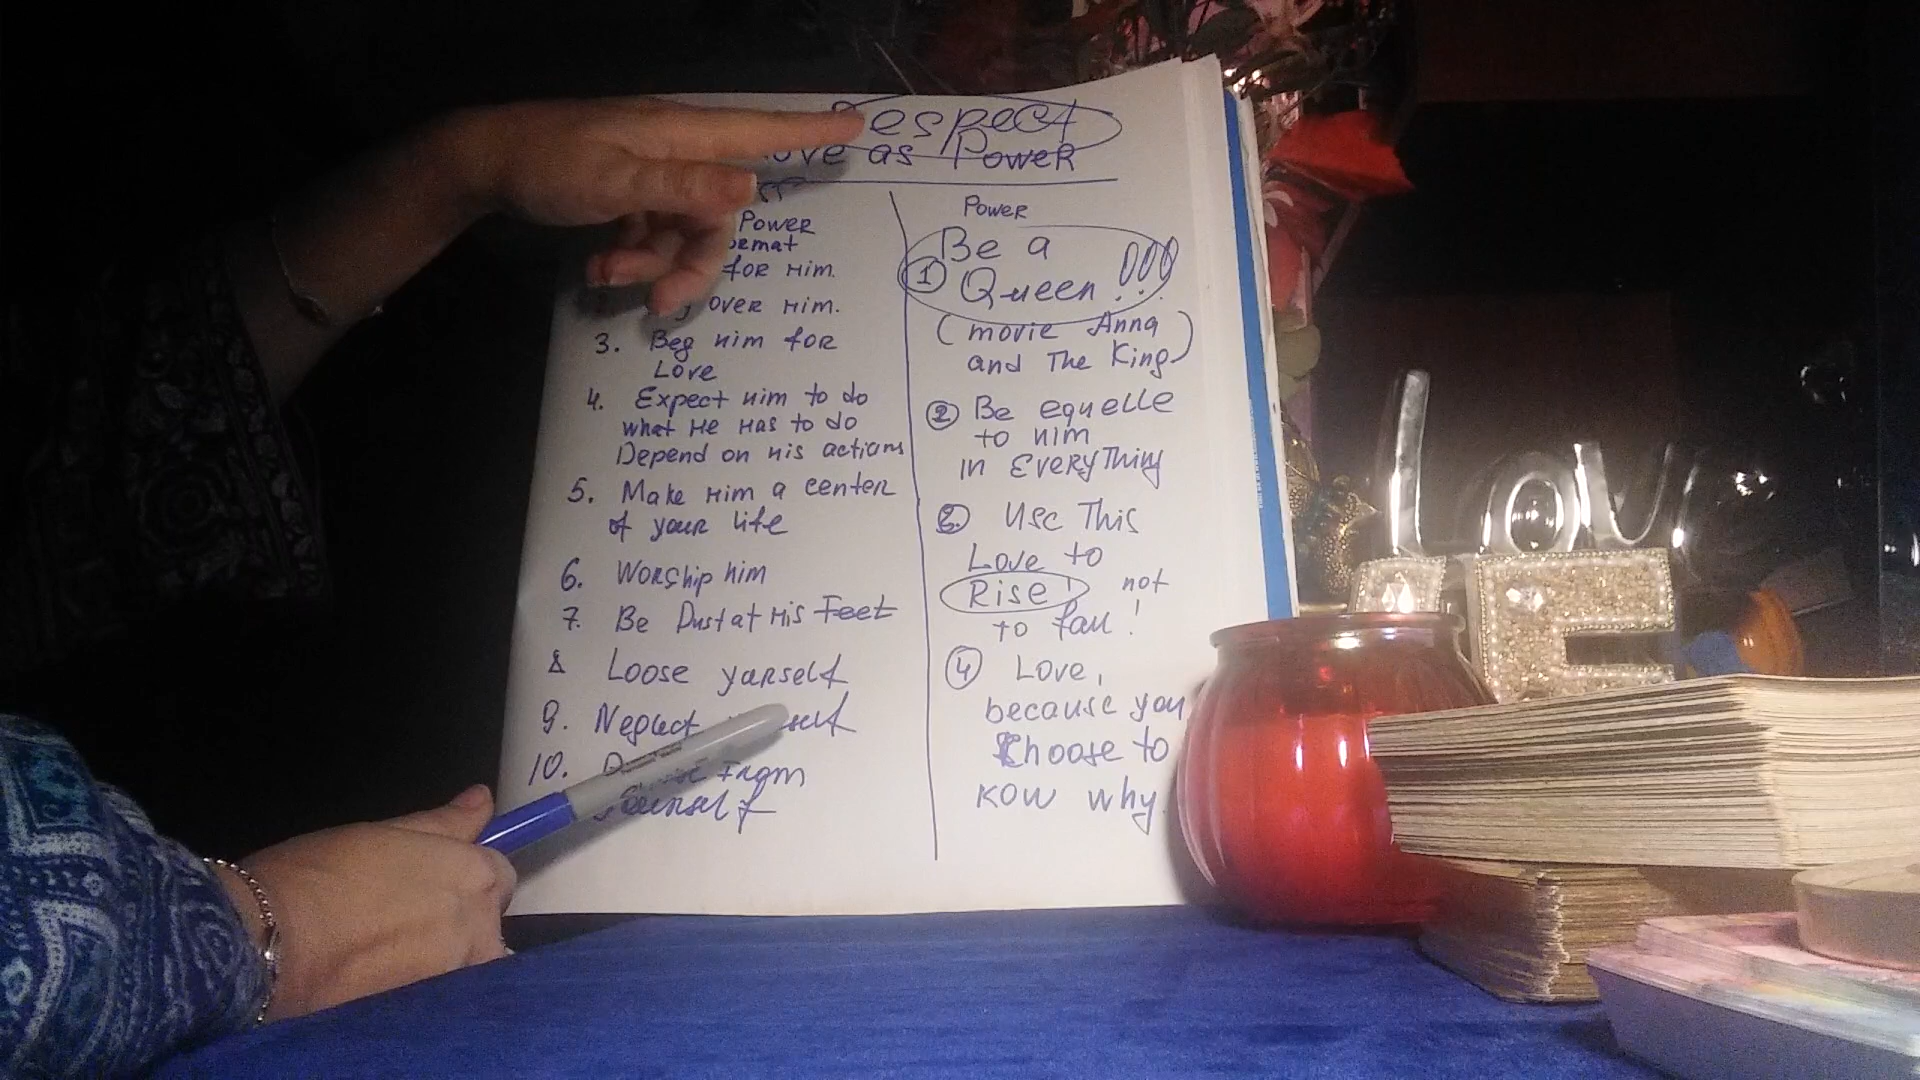 Respect
Love as Power
Power
for Him.
over Him.
3. Beg Him for
Love
4. Expect Him to do
what He Has to do
Depend on His actions
5. Make Him a center
of your life
6. Worship him
7. Be Dust at His Feet
8 Loose yourself
9. Neglect
10.
from
Power
Be a
1 Queen !!!
(movie Anna
and The King)
2 Be equelle
to Him
in EveryThing
3. Use This
Love to
Rise! not
to fall!
4 Love,
because you
Choose to
know why.
LOVE